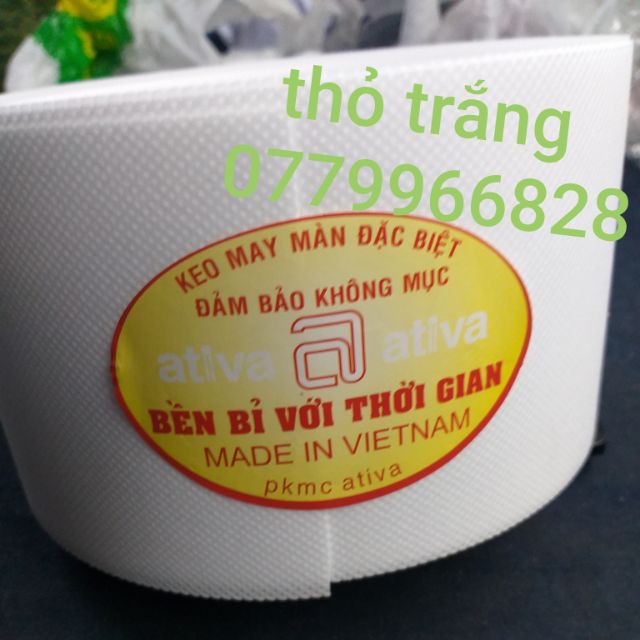 thỏ trắng
0779966828
KEO MAY MÀN ĐẶC BIỆT
ĐẢM BẢO KHÔNG MỤC
ativa a ativa
BỀN BỈ VỚI THỜI GIAN
MADE IN VIETNAM
pkmc ativa